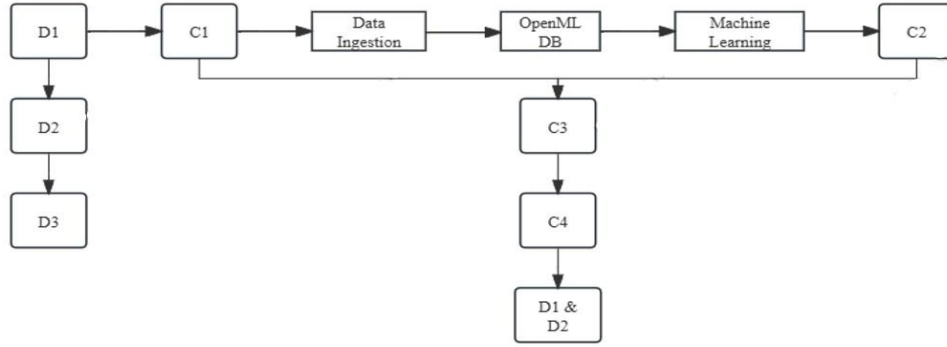 D1
C1
Data
Ingestion
OpenML
DB
Machine
Learning
C2
D2
C3
D3
C4
D1 &
D2